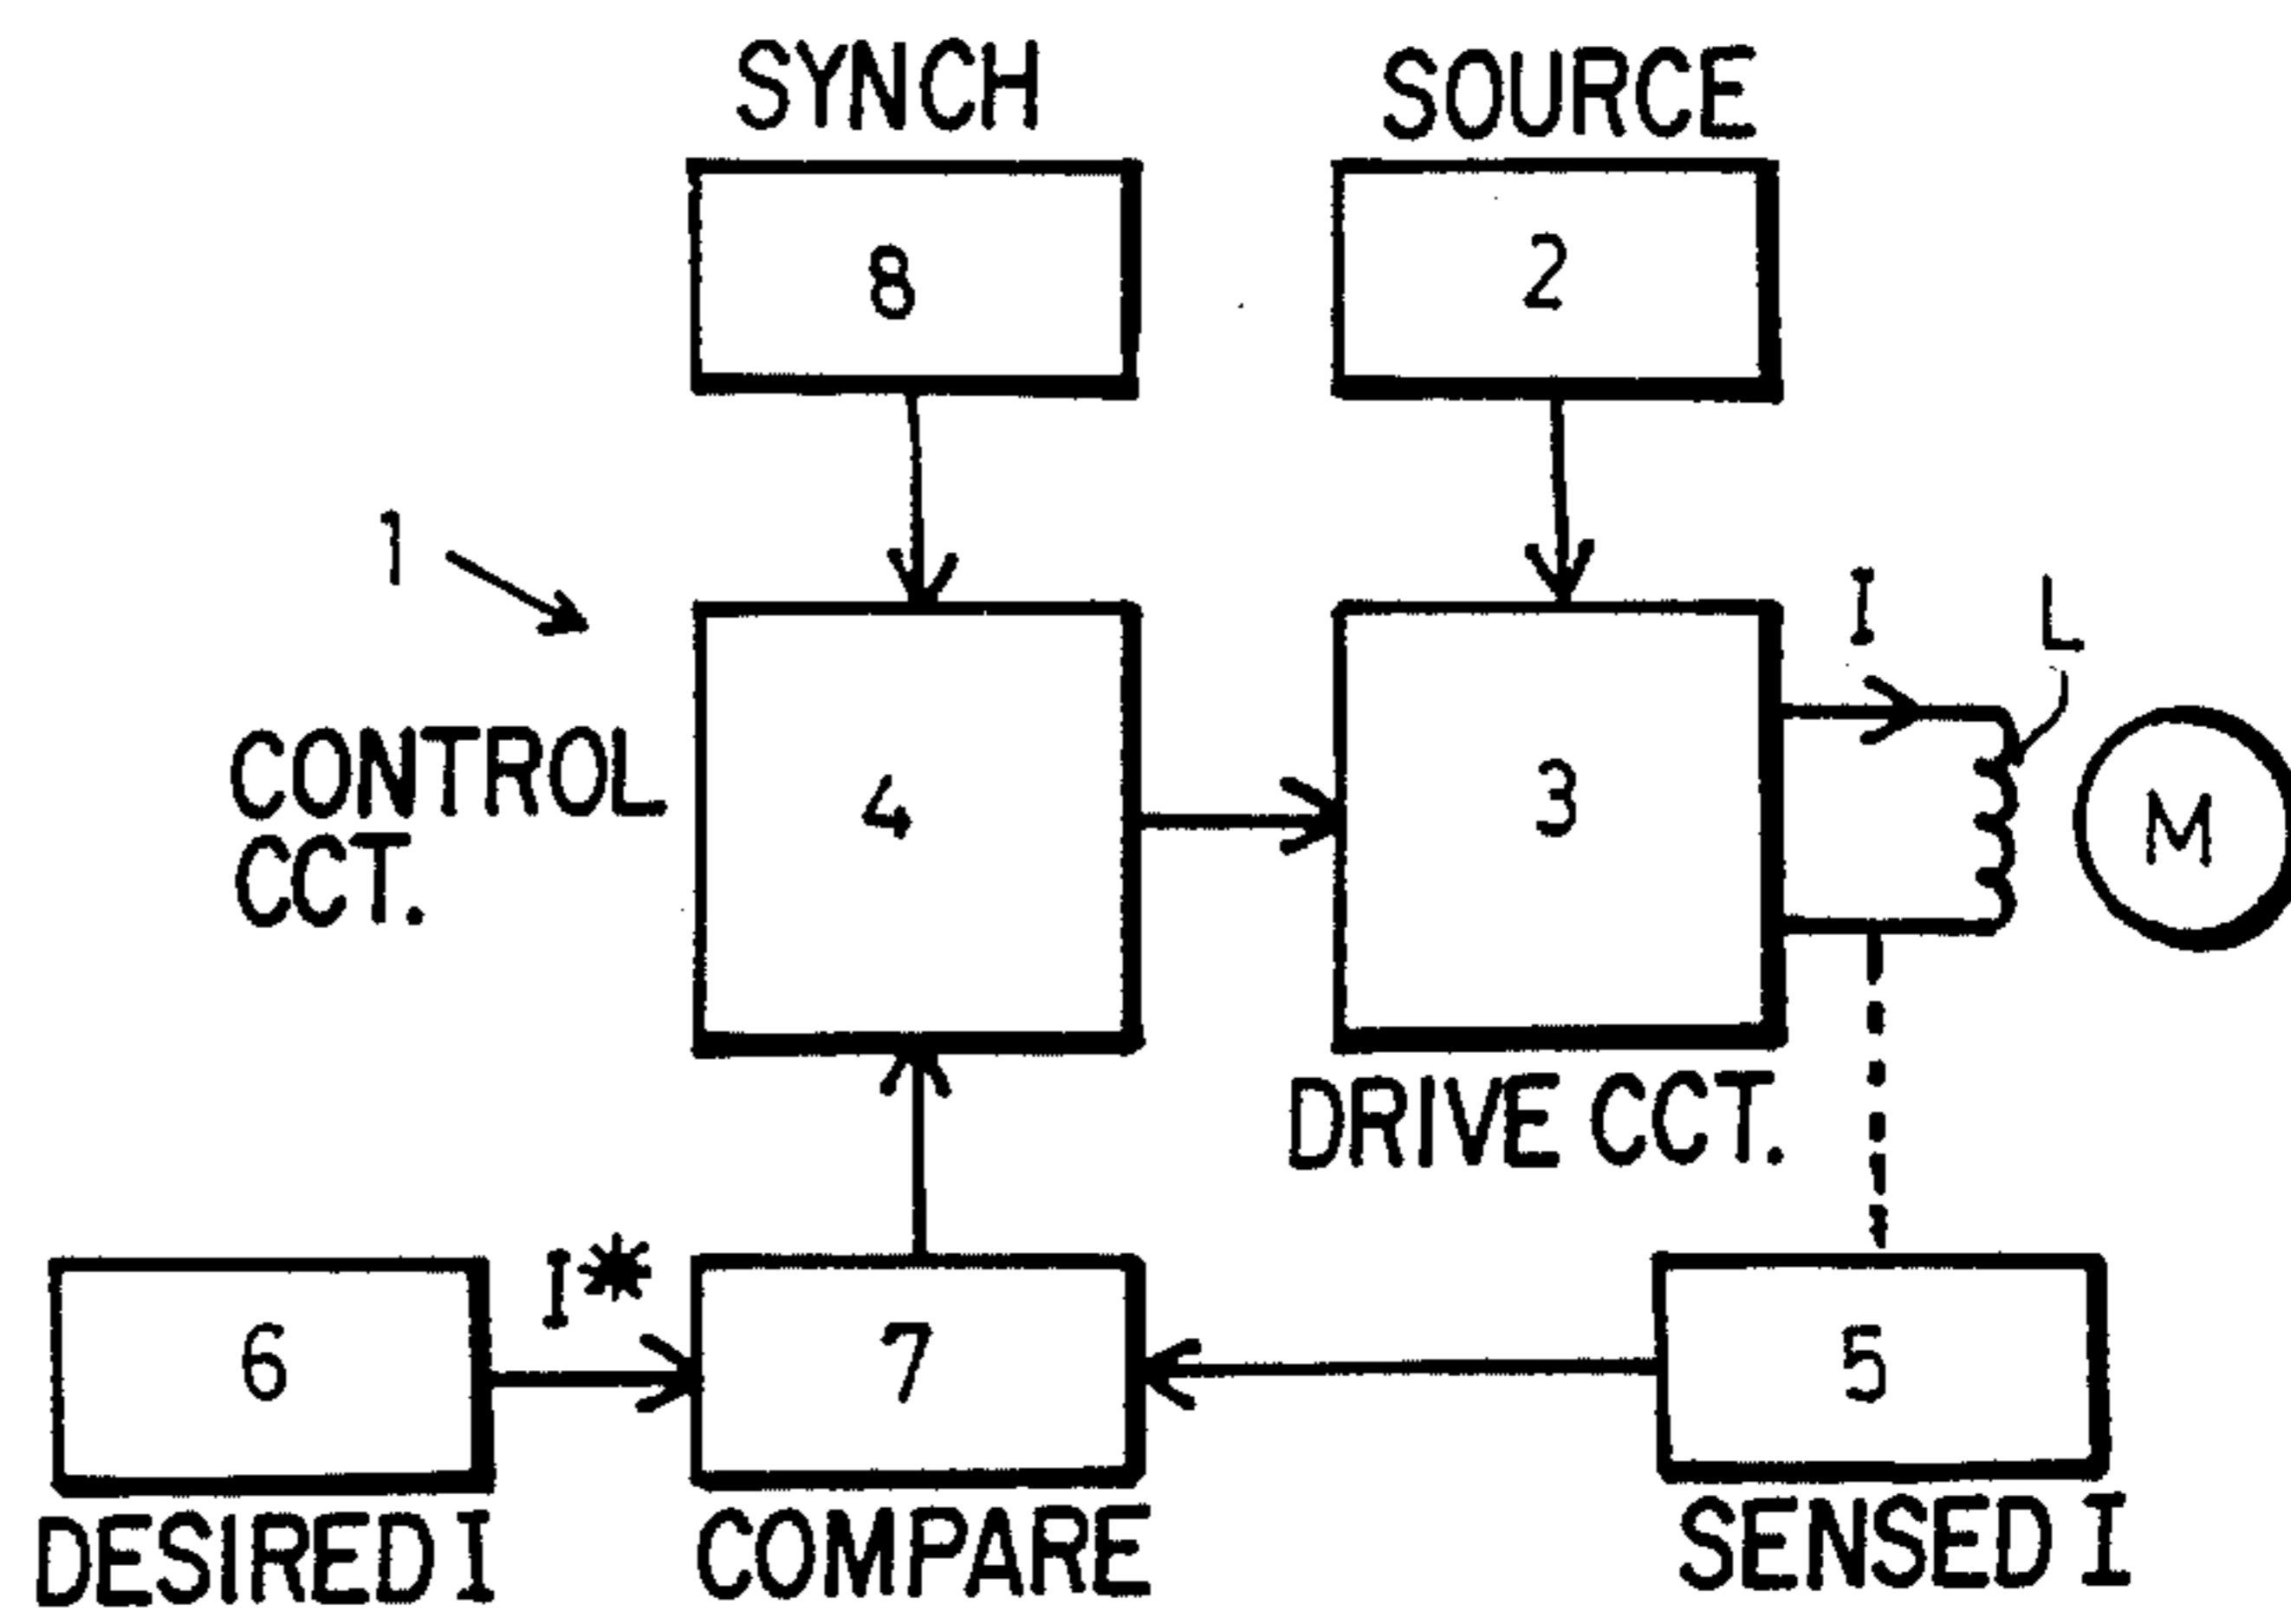 SYNCH
SOURCE
8
2
1
I
L
CONTROL
CCT.
4
3
M
DRIVE CCT.
I*
6
7
5
DESIRED I
COMPARE
SENSED I